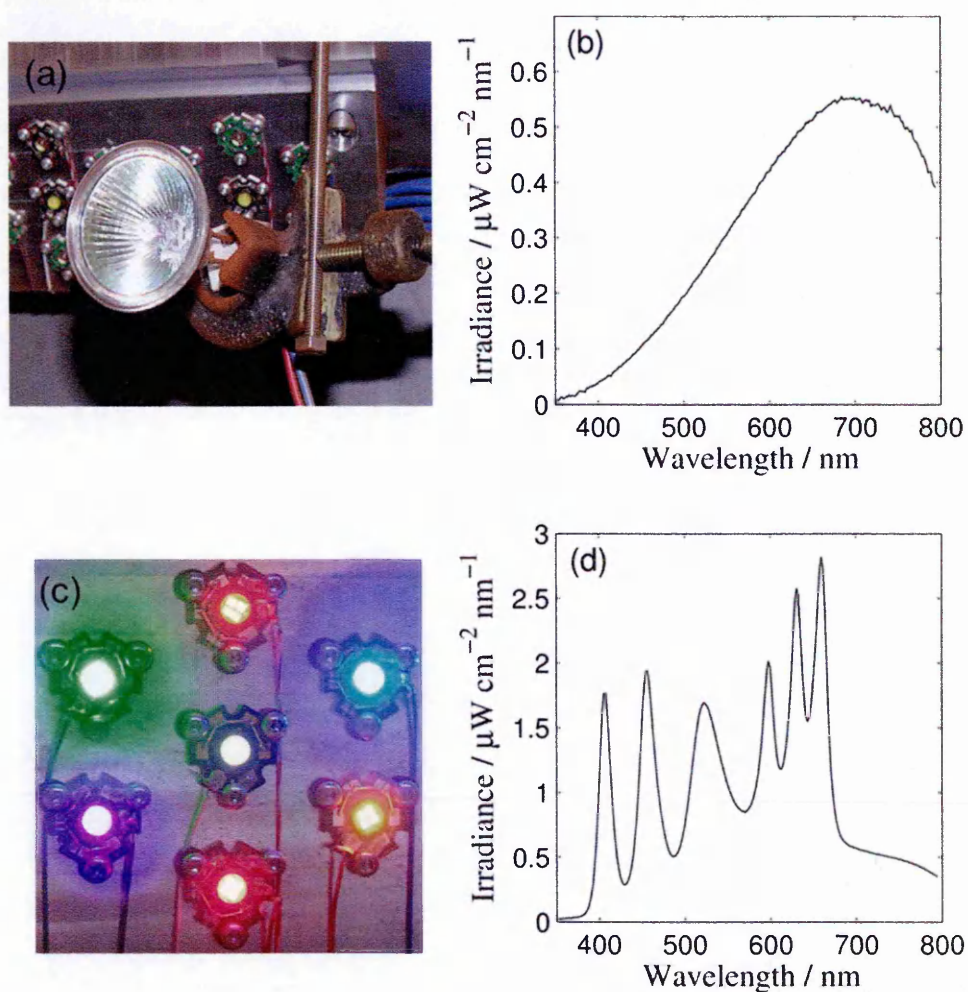 (a)
(b)
Irradiance / μW cm⁻² nm⁻¹
0.6
0.5
0.4
0.3
0.2
0.1
0
400 500 600 700 800
Wavelength / nm
(c)
(d)
Irradiance / μW cm⁻² nm⁻¹
3
2.5
2
1.5
1
0.5
0
400 500 600 700 800
Wavelength / nm